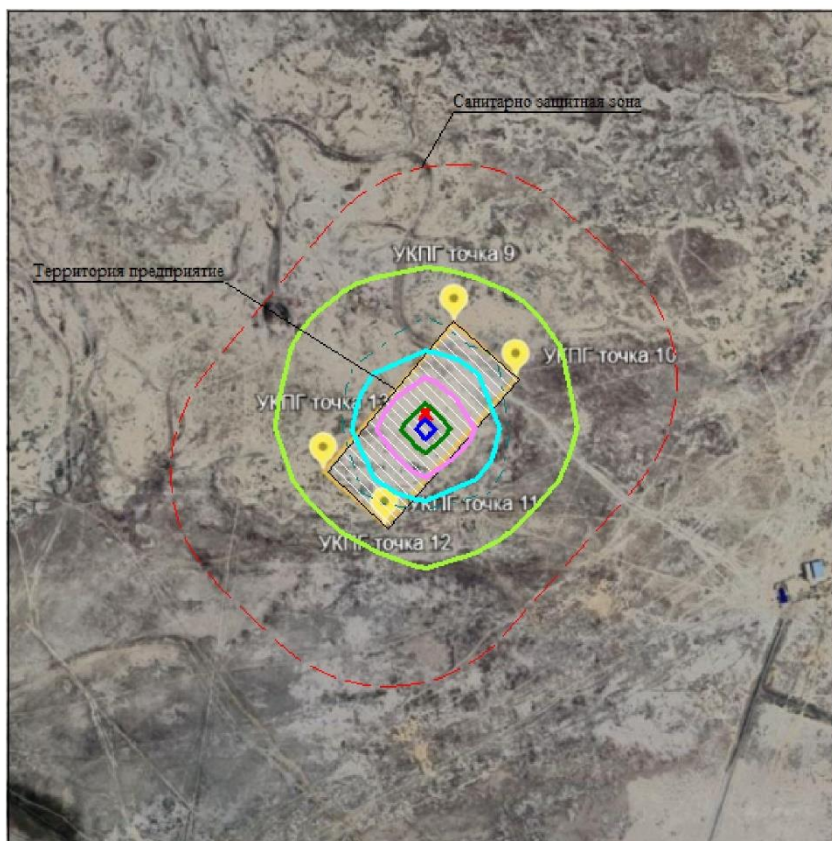 Санитарно защитная зона
УКПГ точка 9
Территория предприятие
УКПГ точка 10
УКПГ точка 13
УКПГ точка 11
УКПГ точка 12